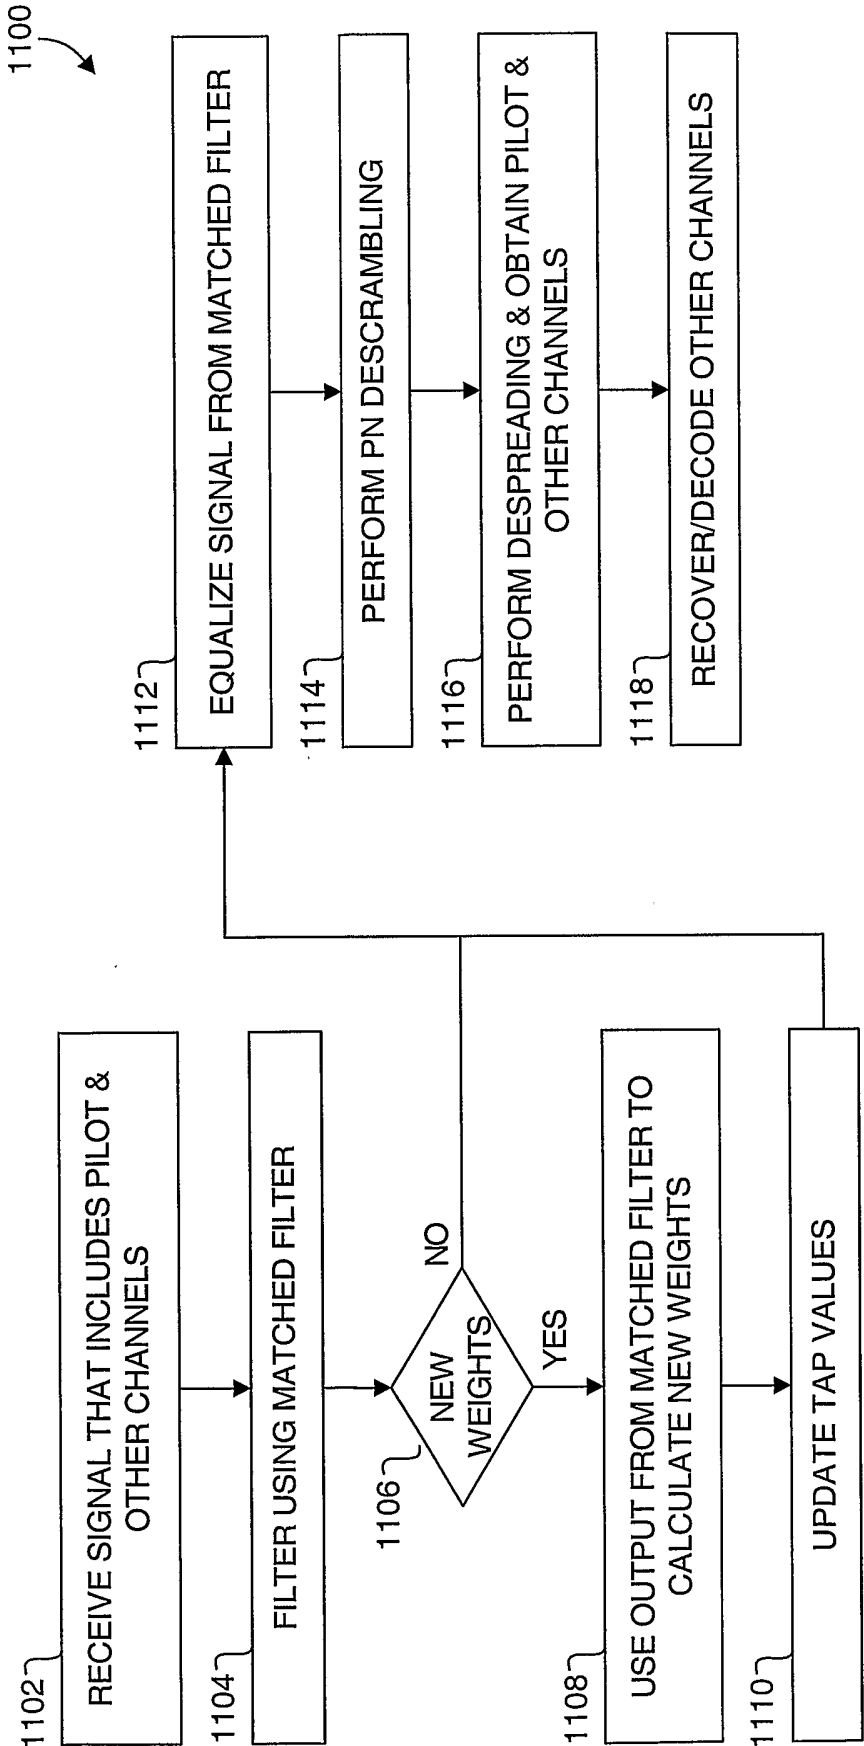 1100
1102
RECEIVE SIGNAL THAT INCLUDES PILOT &
OTHER CHANNELS
1104
FILTER USING MATCHED FILTER
1106
NEW
WEIGHTS
NO
YES
1108
USE OUTPUT FROM MATCHED FILTER TO
CALCULATE NEW WEIGHTS
1110
UPDATE TAP VALUES
1112
EQUALIZE SIGNAL FROM MATCHED FILTER
1114
PERFORM PN DESCRAMBLING
1116
PERFORM DESPREADING & OBTAIN PILOT &
OTHER CHANNELS
1118
RECOVER/DECODE OTHER CHANNELS